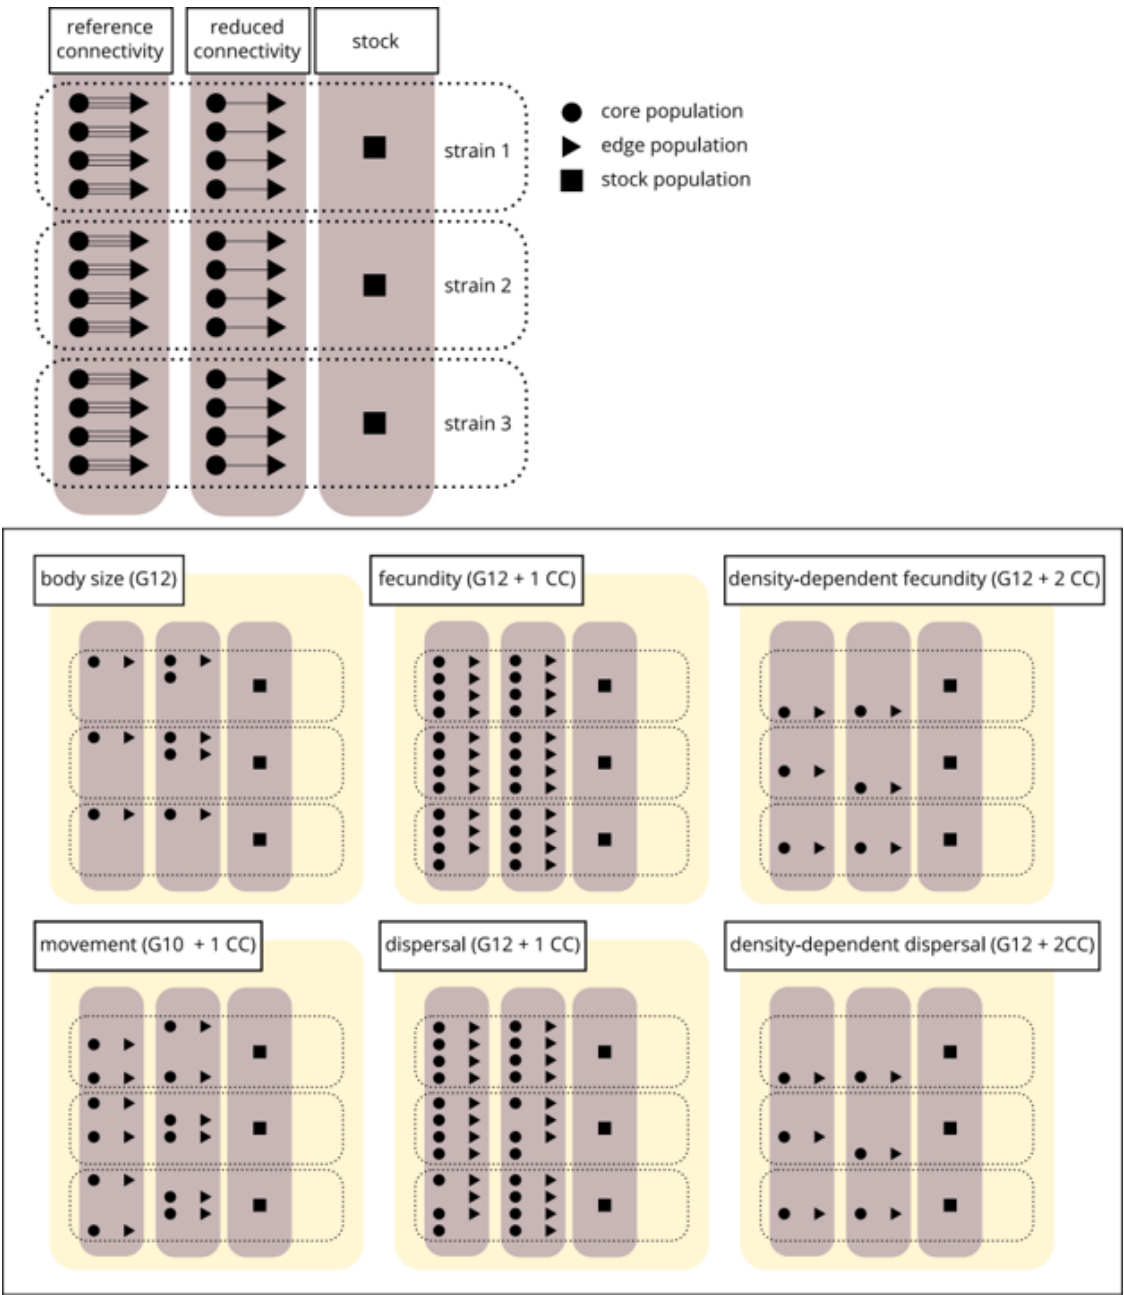 reference
connectivity
reduced
connectivity
stock
strain 1
strain 2
strain 3
core population
edge population
stock population
body size (G12)
fecundity (G12 + 1 CC)
density-dependent fecundity (G12 + 2 CC)
movement (G10 + 1 CC)
dispersal (G12 + 1 CC)
density-dependent dispersal (G12 + 2CC)